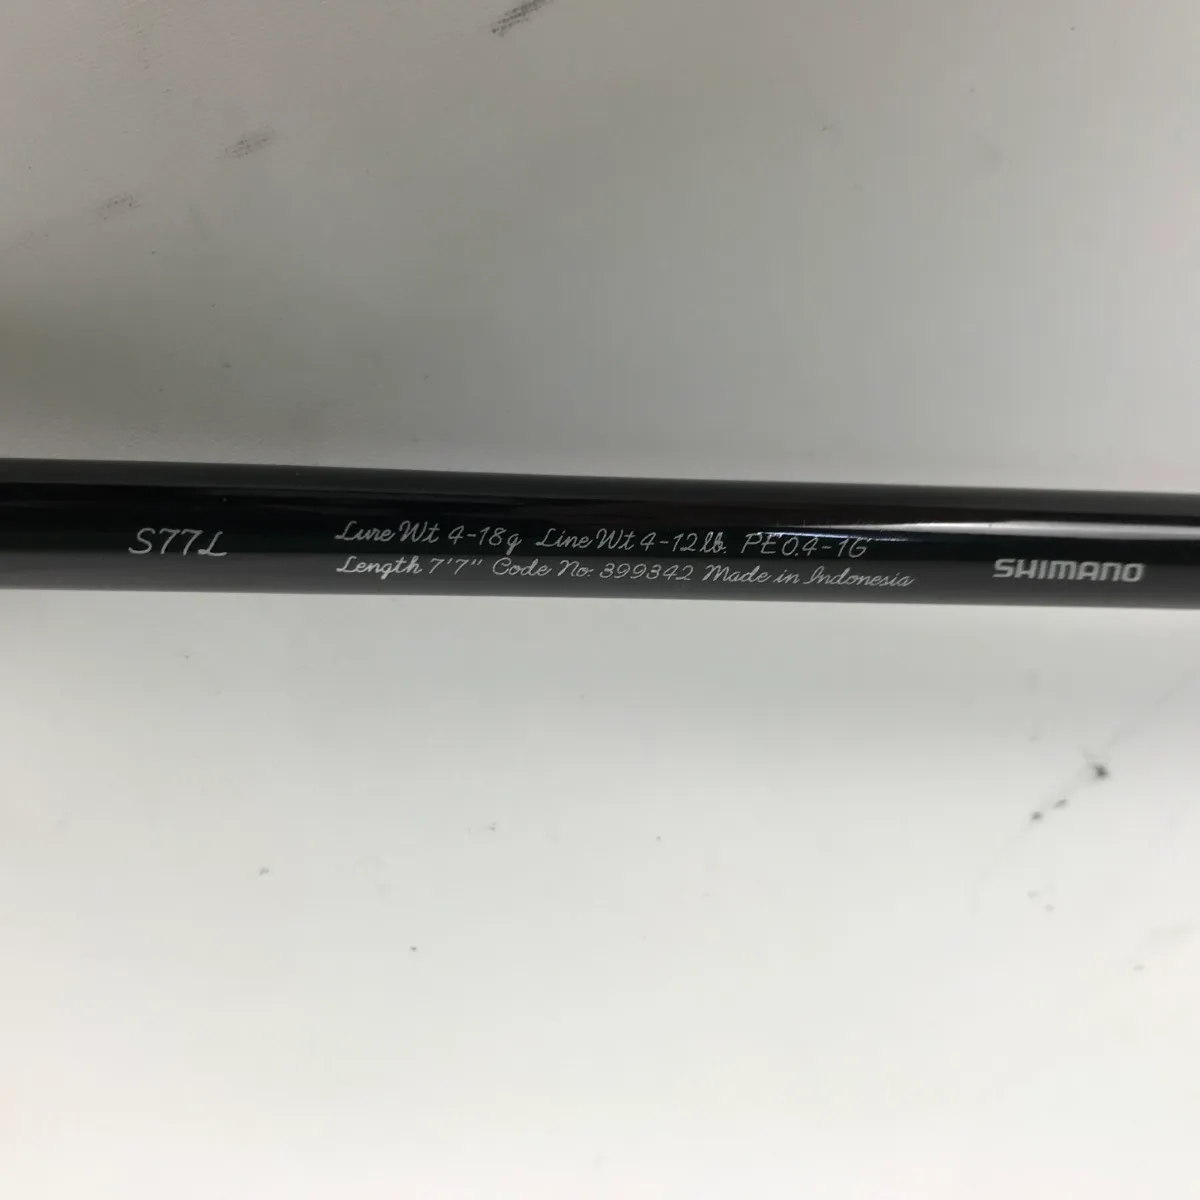 S77L
Lure Wt 4-18g Line Wt 4-12lb. PE0.4-1G
Length 7'7" Code No. 399342 Made in Indonesia
SHIMANO